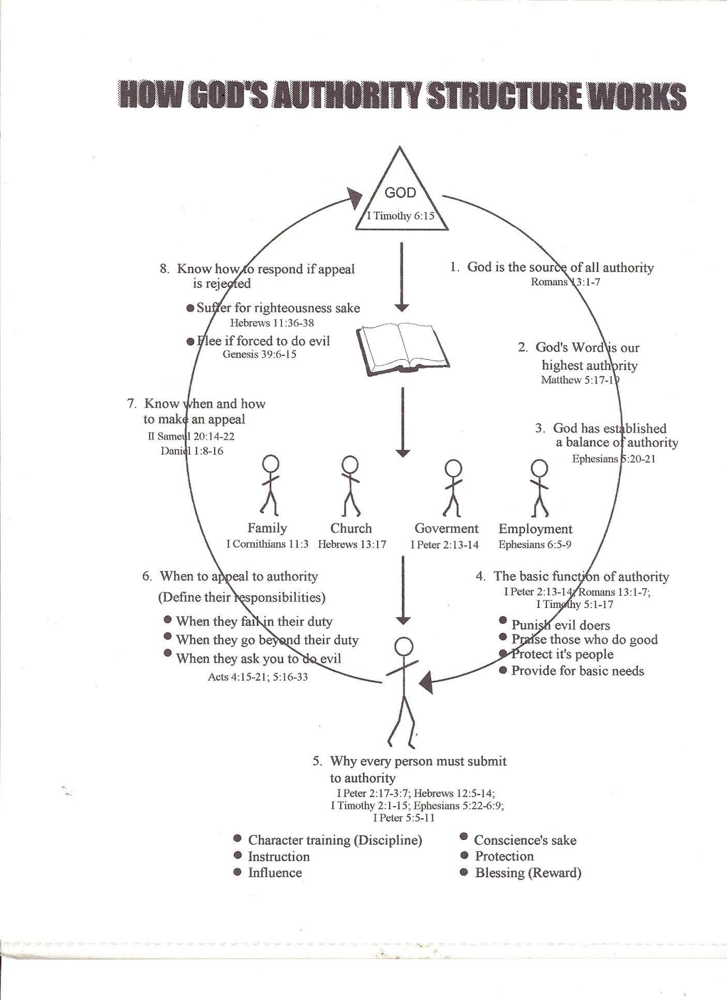 HOW GOD'S AUTHORITY STRUCTURE WORKS
GOD
I Timothy 6:15
1. God is the source of all authority
Romans 13:1-7
2. God's Word is our
highest authority
Matthew 5:17-19
3. God has established
a balance of authority
Ephesians 5:20-21
Family
I Cornithians 11:3
Church
Hebrews 13:17
Goverment
I Peter 2:13-14
Employment
Ephesians 6:5-9
4. The basic function of authority
I Peter 2:13-14; Romans 13:1-7;
I Timothy 5:1-17
● Punish evil doers
● Praise those who do good
● Protect it's people
● Provide for basic needs
5. Why every person must submit
to authority
I Peter 2:17-3:7; Hebrews 12:5-14;
I Timothy 2:1-15; Ephesians 5:22-6:9;
I Peter 5:5-11
● Character training (Discipline)
● Instruction
● Influence
● Conscience's sake
● Protection
● Blessing (Reward)
6. When to appeal to authority
(Define their responsibilities)
● When they fail in their duty
● When they go beyond their duty
● When they ask you to do evil
Acts 4:15-21; 5:16-33
7. Know when and how
to make an appeal
II Sameul 20:14-22
Daniel 1:8-16
8. Know how to respond if appeal
is rejected
● Suffer for righteousness sake
Hebrews 11:36-38
● Flee if forced to do evil
Genesis 39:6-15